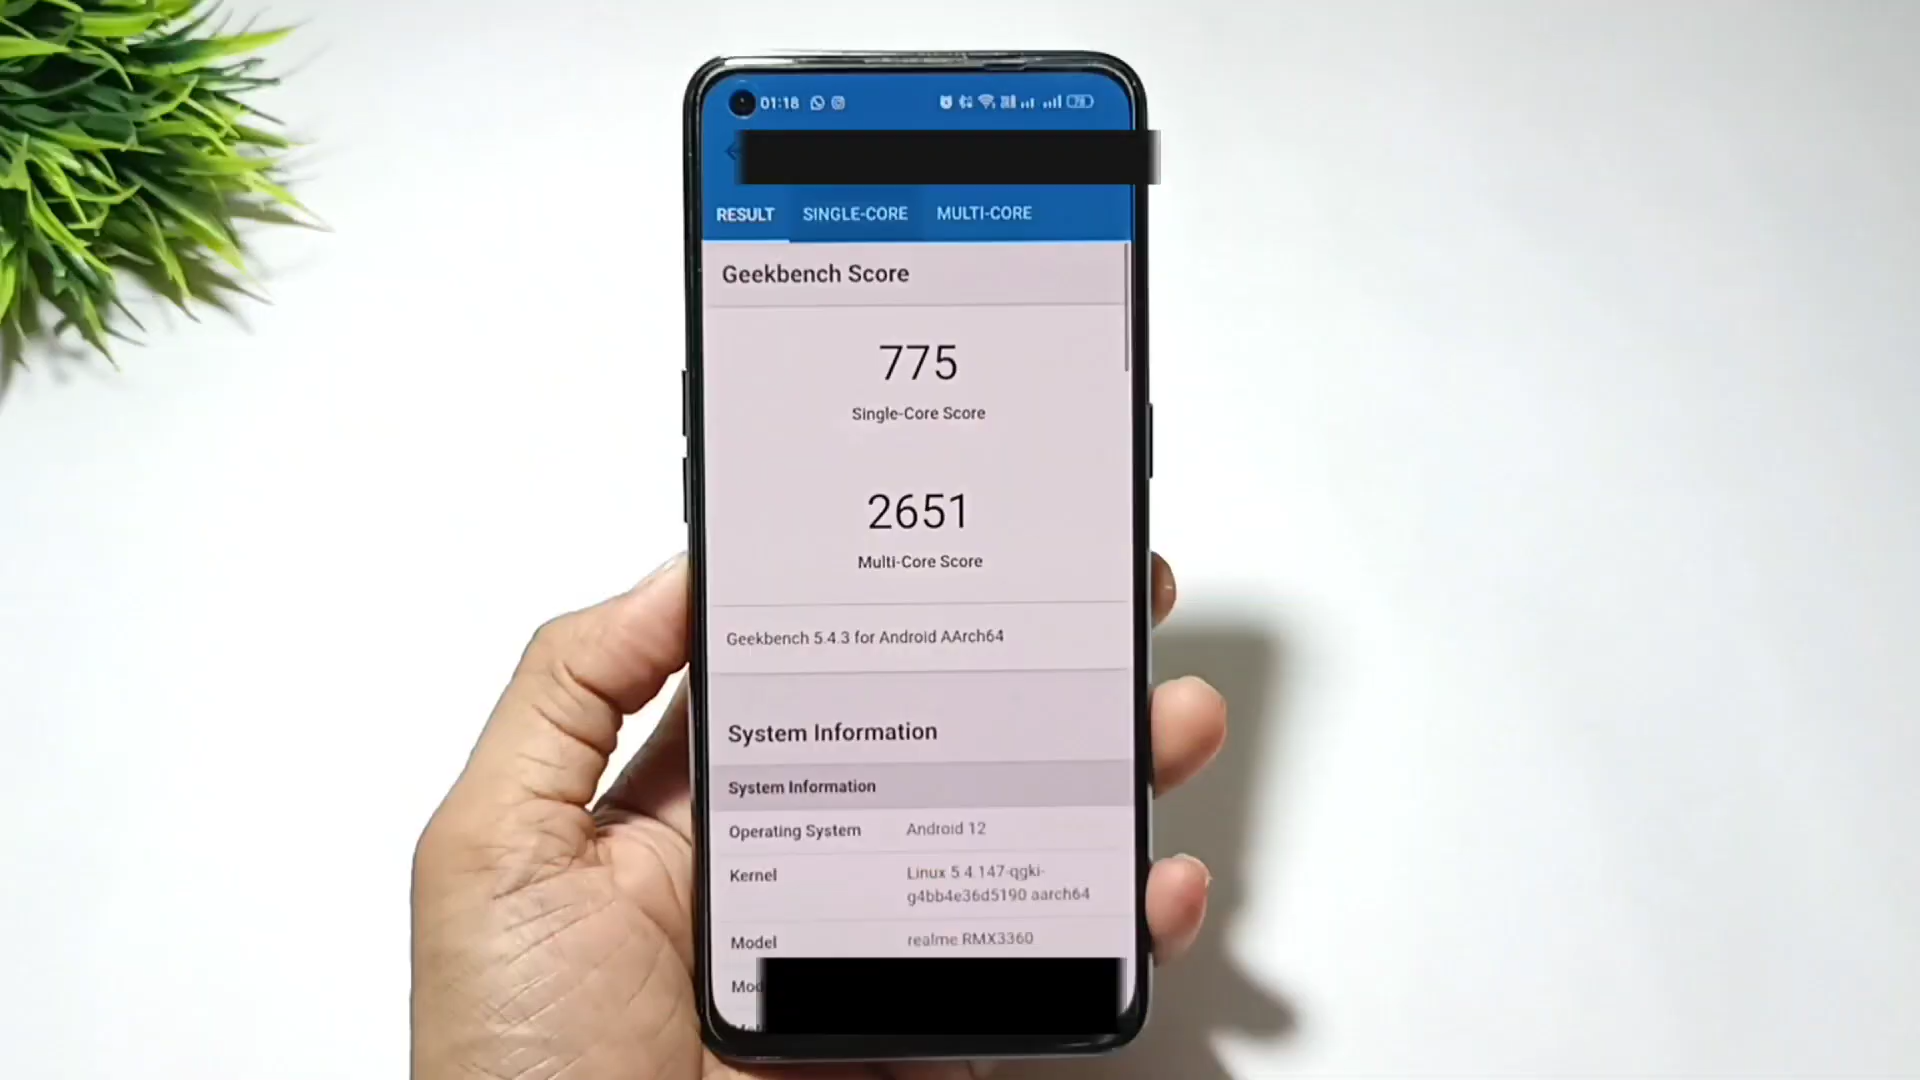 01:18
78
RESULT SINGLE-CORE MULTI-CORE
Geekbench Score
775
Single-Core Score
2651
Multi-Core Score
Geekbench 5.4.3 for Android AArch64
System Information
System Information
Operating System Android 12
Kernel Linux 5.4.147-qgki-
g4bb4e36d5190 aarch64
Model realme RMX3360